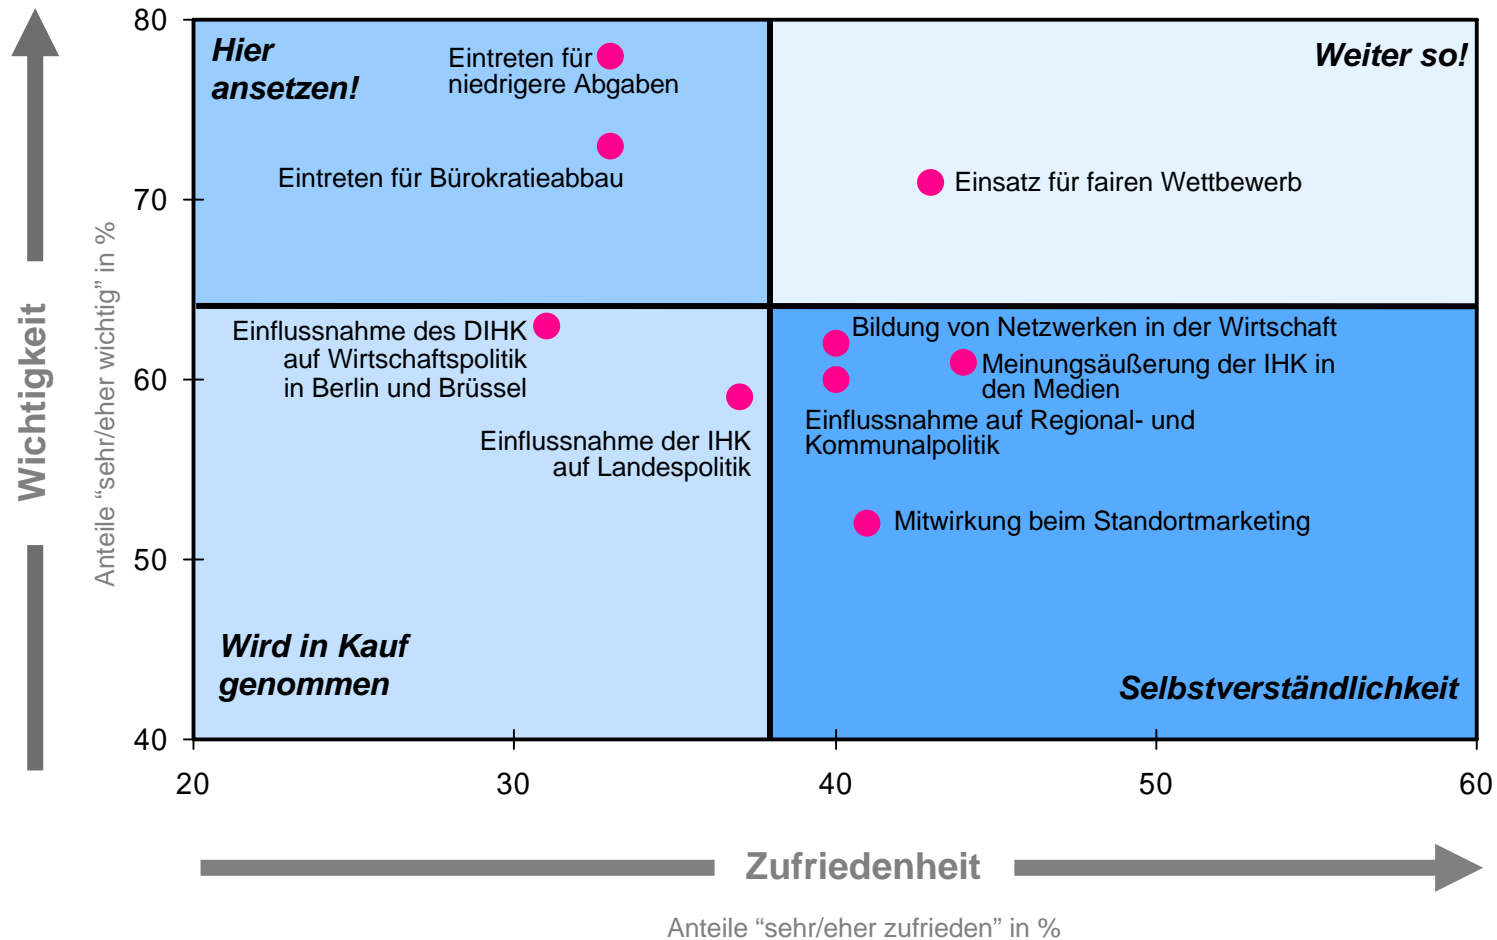 80
Hier
ansetzen!
Eintreten für
niedrigere Abgaben
Weiter so!
Eintreten für Bürokratieabbau
Einsatz für fairen Wettbewerb
70
Wichtigkeit
Anteile “sehr/eher wichtig” in %
Einflussnahme des DIHK
auf Wirtschaftspolitik
in Berlin und Brüssel
Bildung von Netzwerken in der Wirtschaft
Meinungsäußerung der IHK in
den Medien
60
Einflussnahme der IHK
auf Landespolitik
Einflussnahme auf Regional- und
Kommunalpolitik
Mitwirkung beim Standortmarketing
50
Wird in Kauf
genommen
Selbstverständlichkeit
40
20 30 40 50 60
Zufriedenheit
Anteile “sehr/eher zufrieden” in %